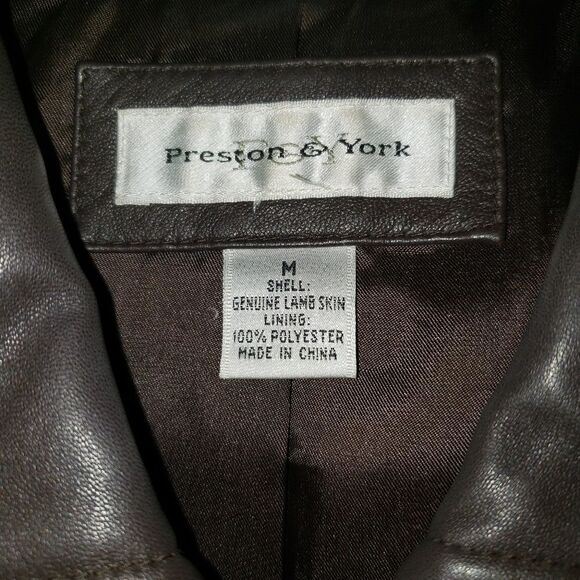 Preston & York
P&Y
M
SHELL:
GENUINE LAMB SKIN
LINING:
100% POLYESTER
MADE IN CHINA